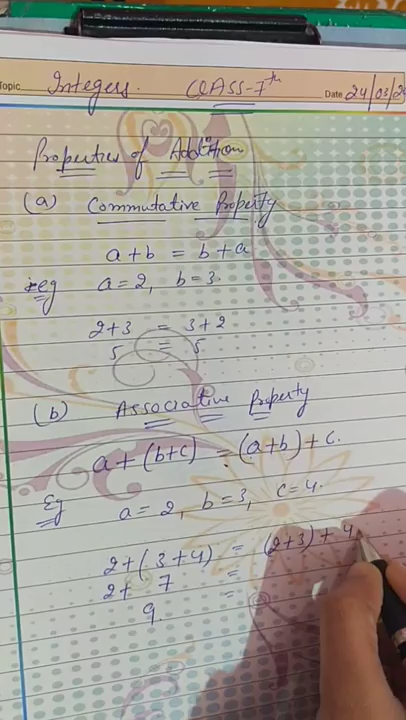 Topic Integers. CLASS-7th Date 24/03/2
Properties of Addition
(a) Commutative Property
a+b = b+a
eg a=2, b=3.
2+3 = 3+2
5 = 5
(b) Associative Property
a+(b+c) = (a+b)+c.
Eg a=2, b=3, c=4.
2+(3+4) = (2+3)+4
2+ 7 =
9. =